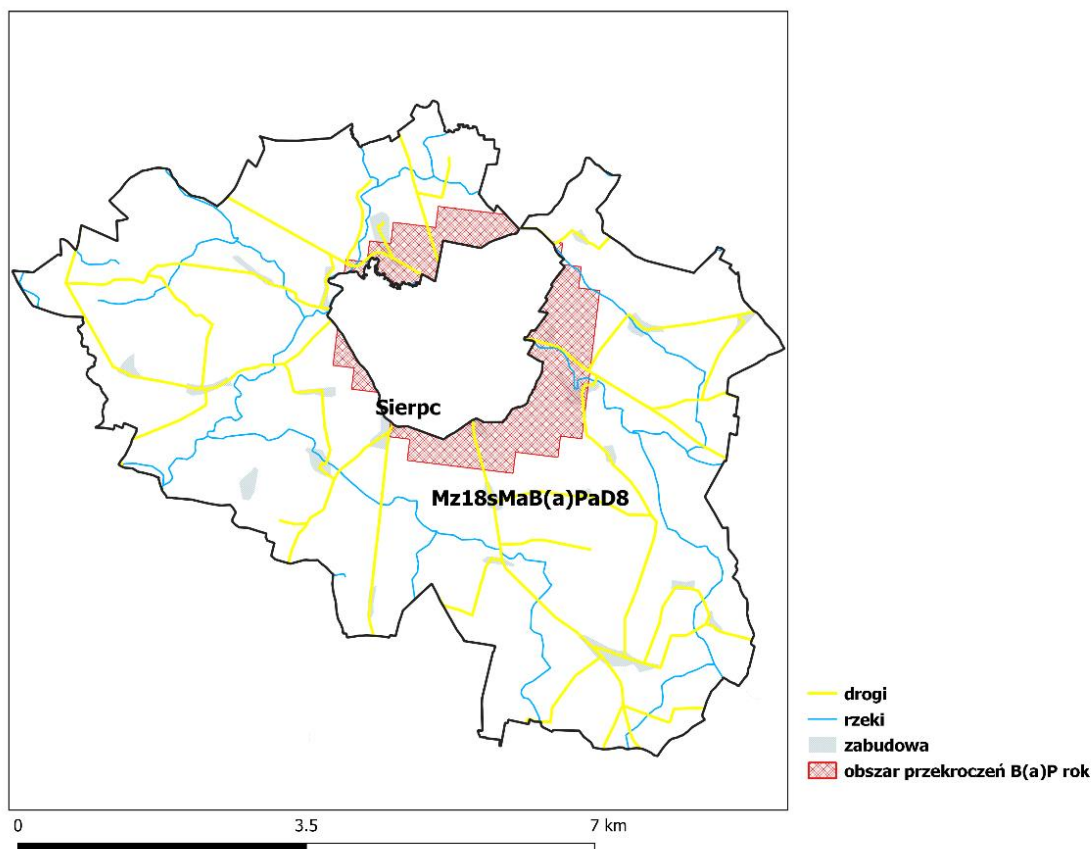 Sierpc
Mz18sMaB(a)PaD8
drogi
rzeki
zabudowa
obszar przekroczeń B(a)P rok
0 3.5 7 km